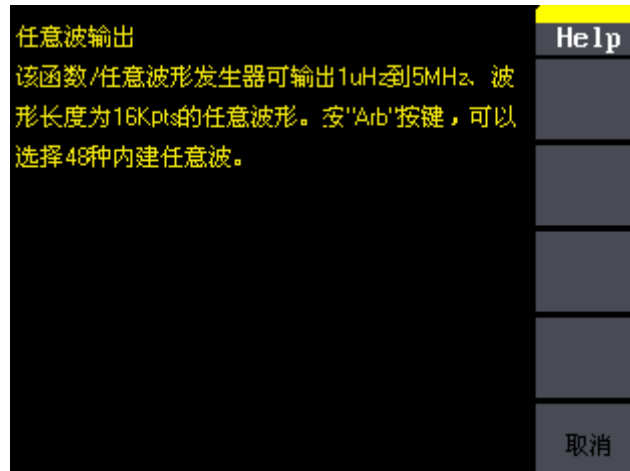 任意波输出
Help
该函数/任意波形发生器可输出1uHz到5MHz、波
形长度为16Kpts的任意波形。按"Arb"按键，可以
选择48种内建任意波。
取消